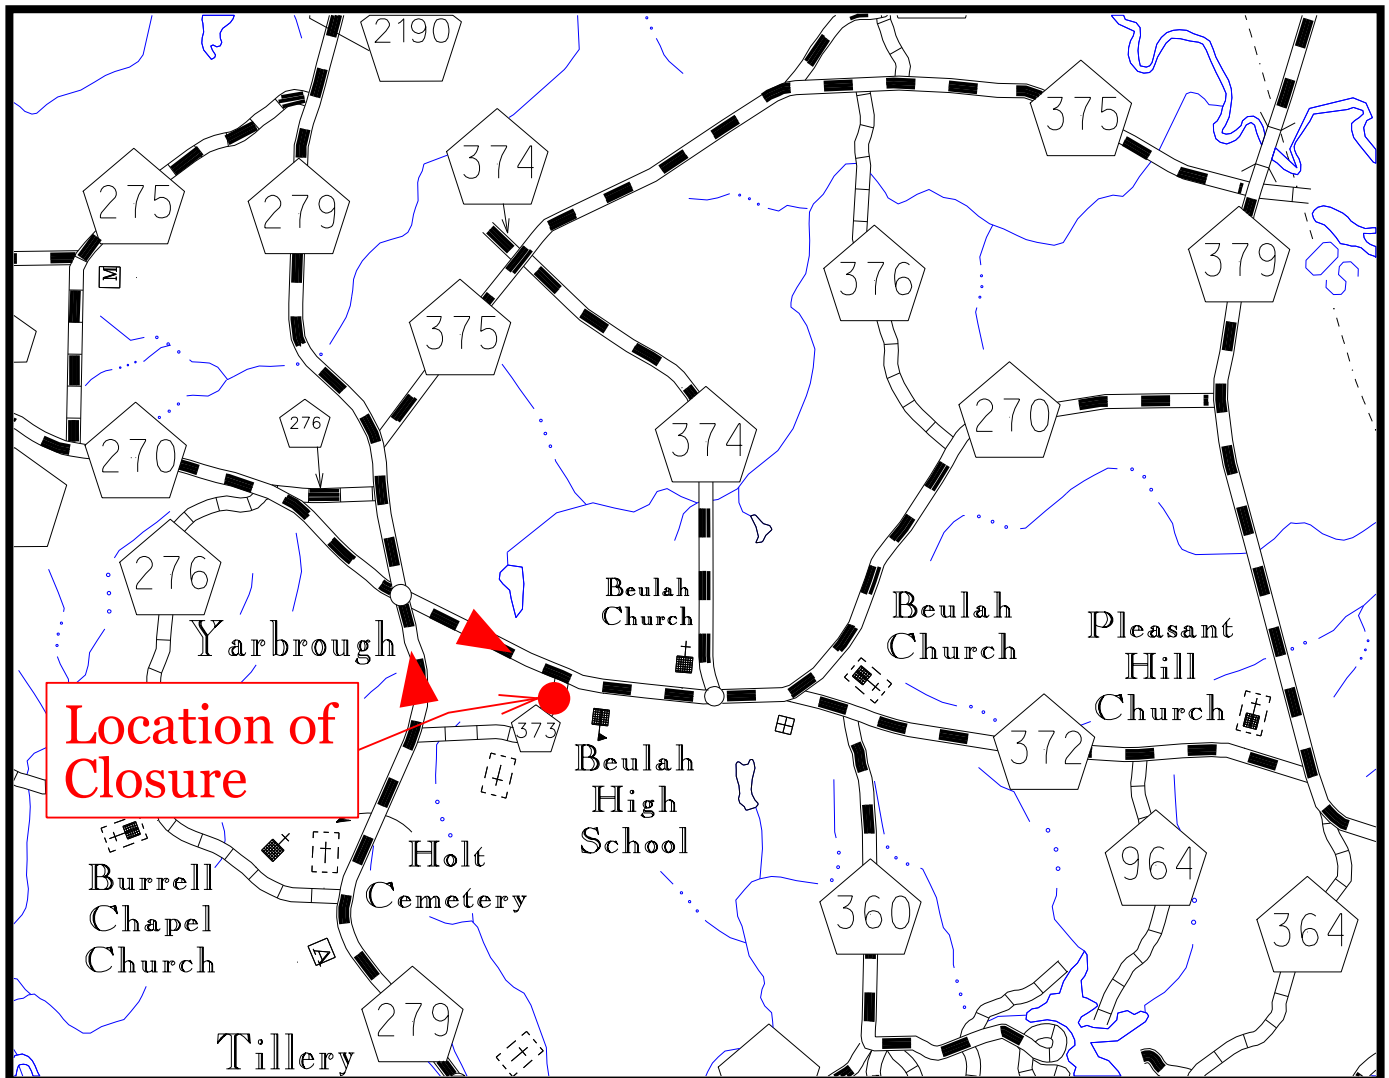 2190
374
375
275
279
M
376
379
375
270
276
374
270
276
Beulah
Church
Yarbrough
Beulah
Church
Pleasant
Hill
Church
Location of
Closure
373
372
Beulah
High
School
Holt
Cemetery
964
Burrell
Chapel
Church
360
364
A
279
Tillery